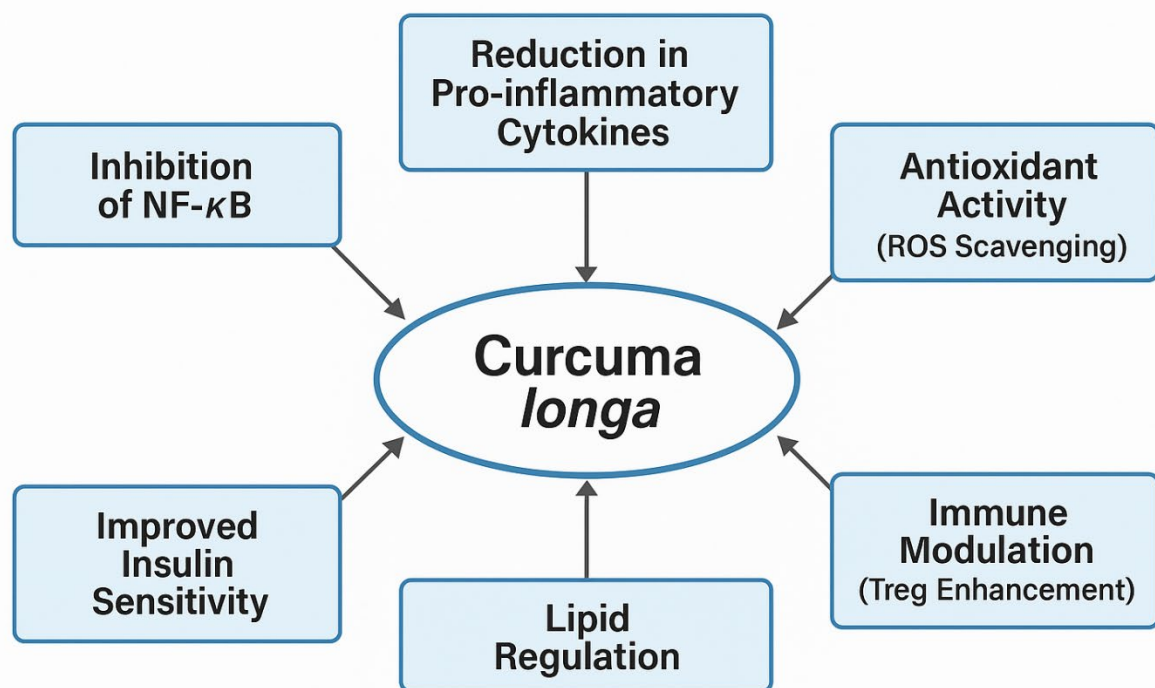 Reduction in
Pro-inflammatory
Cytokines
Inhibition
of NF-κB
Antioxidant
Activity
(ROS Scavenging)
Curcuma
longa
Improved
Insulin
Sensitivity
Lipid
Regulation
Immune
Modulation
(Treg Enhancement)